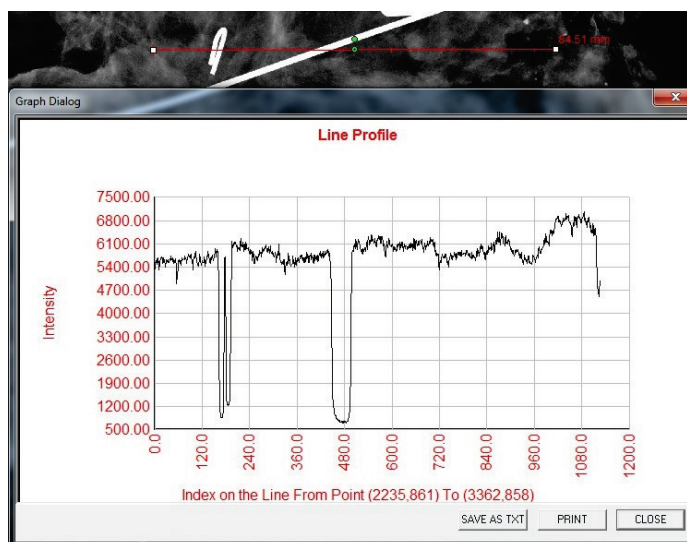 84.51 mm
Graph Dialog
Line Profile
7500.00
6800.00
6100.00
5400.00
4700.00
4000.00
3300.00
2600.00
1900.00
1200.00
500.00
Intensity
0.0
120.0
240.0
360.0
480.0
600.0
720.0
840.0
960.0
1080.0
1200.0
Index on the Line From Point (2235,861) To (3362,858)
SAVE AS TXT
PRINT
CLOSE